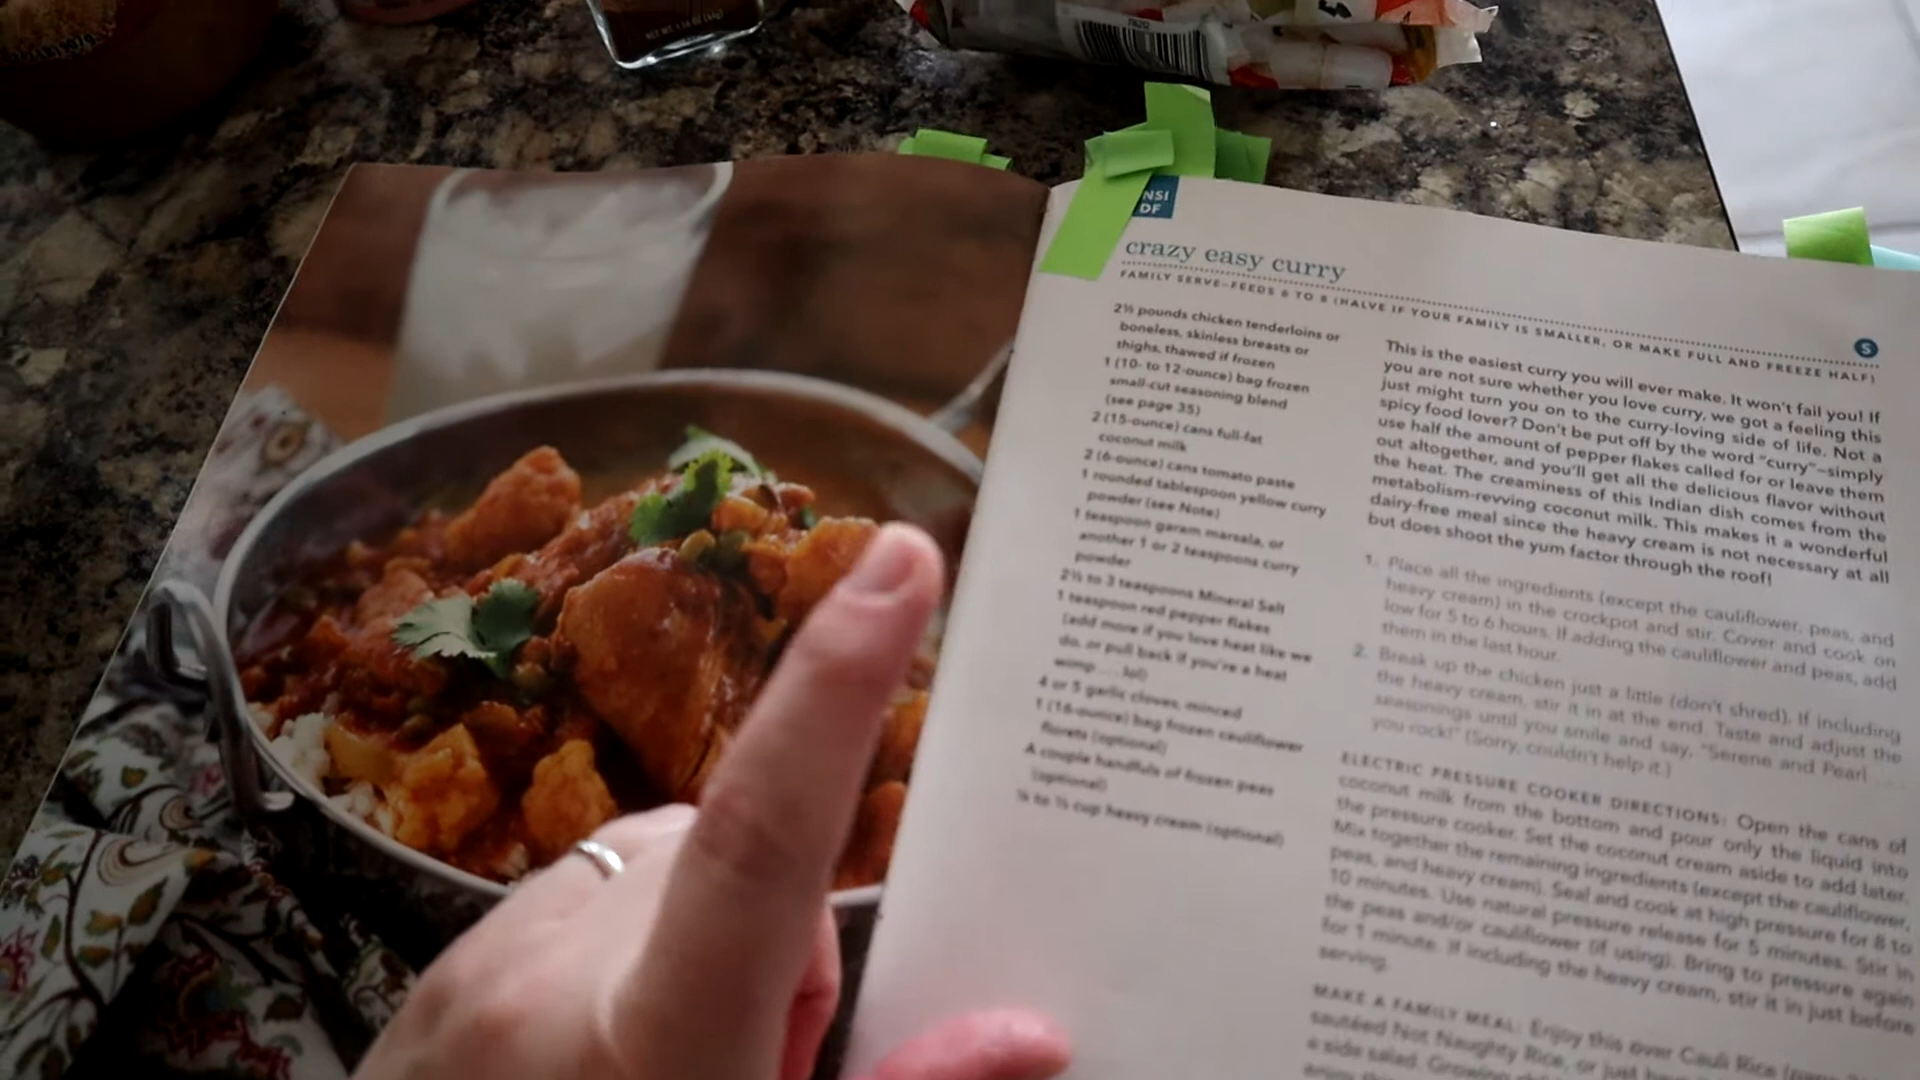 NET WT 1.16 OZ
NSI
DF
crazy easy curry
FAMILY SERVE–FEEDS 6 TO 8 (HALVE IF YOUR FAMILY IS SMALLER, OR MAKE FULL AND FREEZE HALF)
S
2½ pounds chicken tenderloins or
boneless, skinless breasts or
thighs, thawed if frozen
1 (10- to 12-ounce) bag frozen
small-cut seasoning blend
(see page 35)
2 (15-ounce) cans full-fat
coconut milk
2 (6-ounce) cans tomato paste
1 rounded tablespoon yellow curry
powder (see Note)
1 teaspoon garam marsala, or
another 1 or 2 teaspoons curry
powder
2½ to 3 teaspoons Mineral Salt
1 teaspoon red pepper flakes
(add more if you love heat like we
do, or pull back if you're a heat
wimp . . . lol)
4 or 5 garlic cloves, minced
1 (16-ounce) bag frozen cauliflower
florets (optional)
A couple handfuls of frozen peas
(optional)
cup heavy cream (optional)
This is the easiest curry you will ever make. It won't fail you! If
you are not sure whether you love curry, we got a feeling this
just might turn you on to the curry-loving side of life. Not a
spicy food lover? Don't be put off by the word "curry"–simply
use half the amount of pepper flakes called for or leave them
out altogether, and you'll get all the delicious flavor without
the heat. The creaminess of this Indian dish comes from the
metabolism-revving coconut milk. This makes it a wonderful
dairy-free meal since the heavy cream is not necessary at all
but does shoot the yum factor through the roof!
1. Place all the ingredients (except the cauliflower, peas, and
heavy cream) in the crockpot and stir. Cover and cook on
low for 5 to 6 hours. If adding the cauliflower and peas, add
them in the last hour.
2. Break up the chicken just a little (don't shred). If including
the heavy cream, stir it in at the end. Taste and adjust the
seasonings until you smile and say, "Serene and Pearl . . .
you rock!" (Sorry, couldn't help it.)
ELECTRIC PRESSURE COOKER DIRECTIONS: Open the cans of
coconut milk from the bottom and pour only the liquid into
the pressure cooker. Set the coconut cream aside to add later.
Mix together the remaining ingredients (except the cauliflower,
peas, and heavy cream). Seal and cook at high pressure for 8 to
10 minutes. Use natural pressure release for 5 minutes. Stir in
the peas and/or cauliflower (if using). Bring to pressure again
for 1 minute. If including the heavy cream, stir it in just before
serving.
MAKE A FAMILY MEAL: Enjoy this over Cauli Rice
sautéed Not Naughty Rice, or just
a side salad. Growing
enjoy